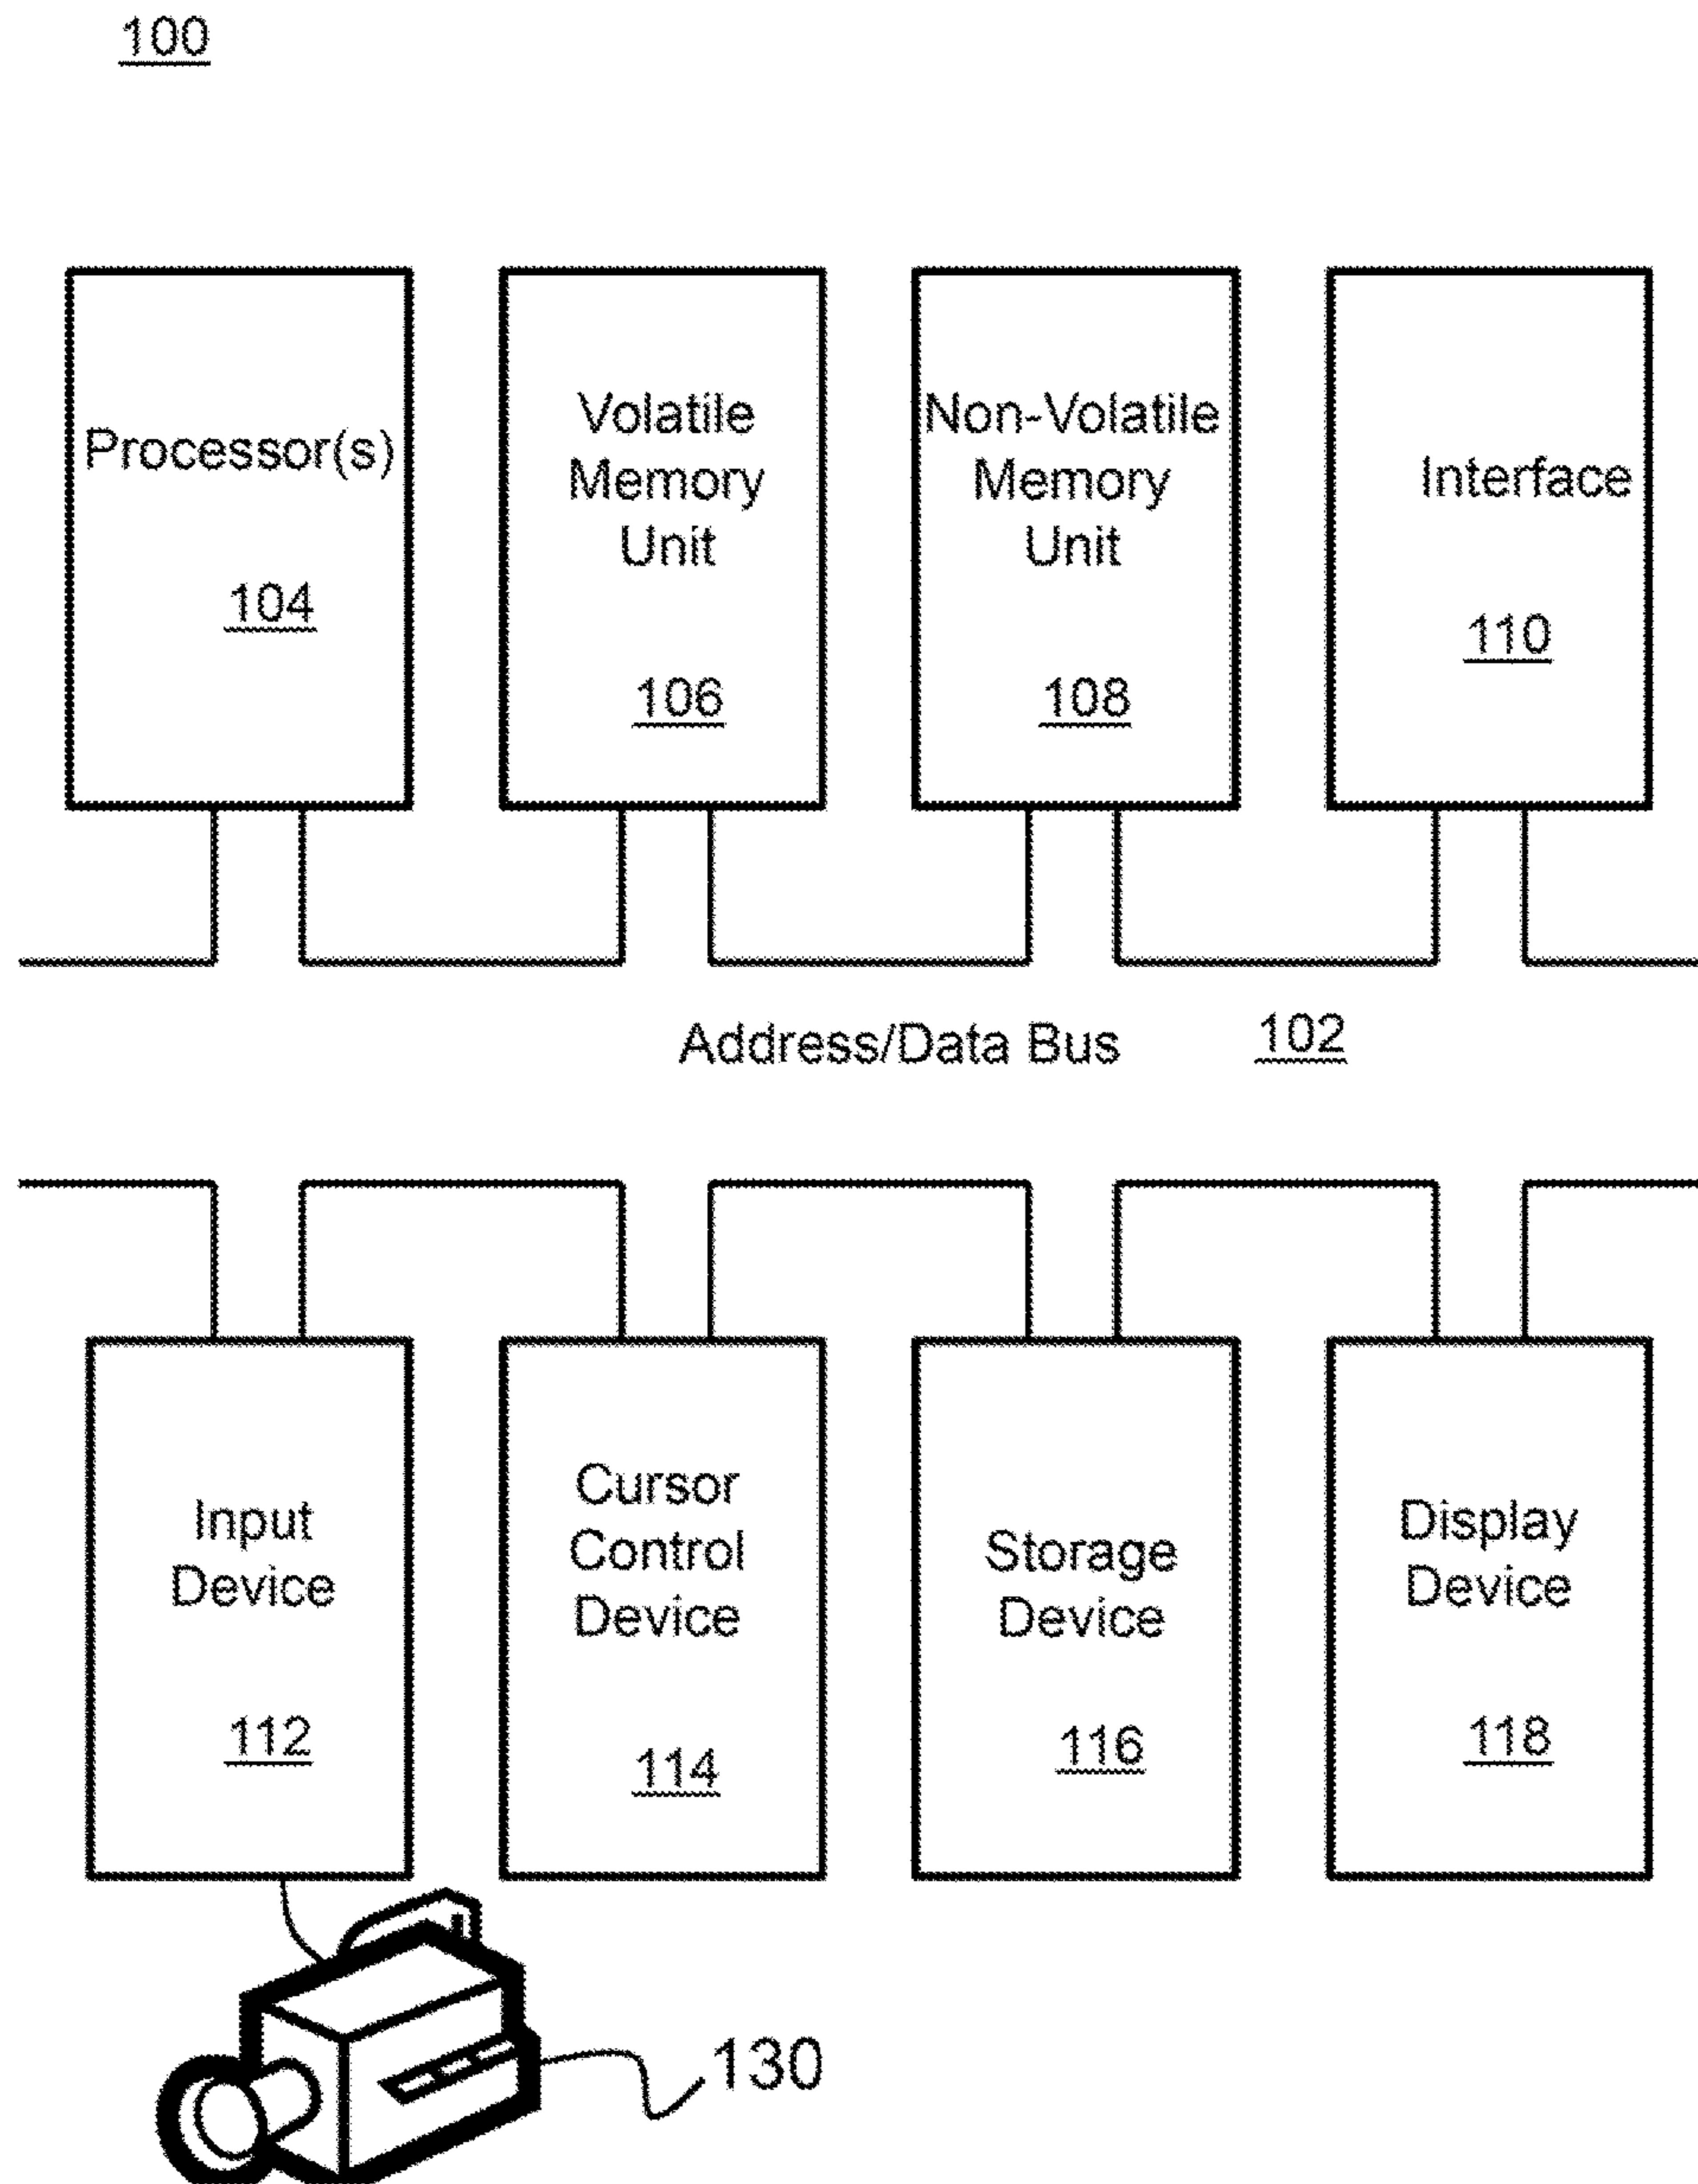 100
Processor(s)
104
Volatile
Memory
Unit
106
Non-Volatile
Memory
Unit
108
Interface
110
Address/Data Bus 102
Input
Device
112
Cursor
Control
Device
114
Storage
Device
116
Display
Device
118
130